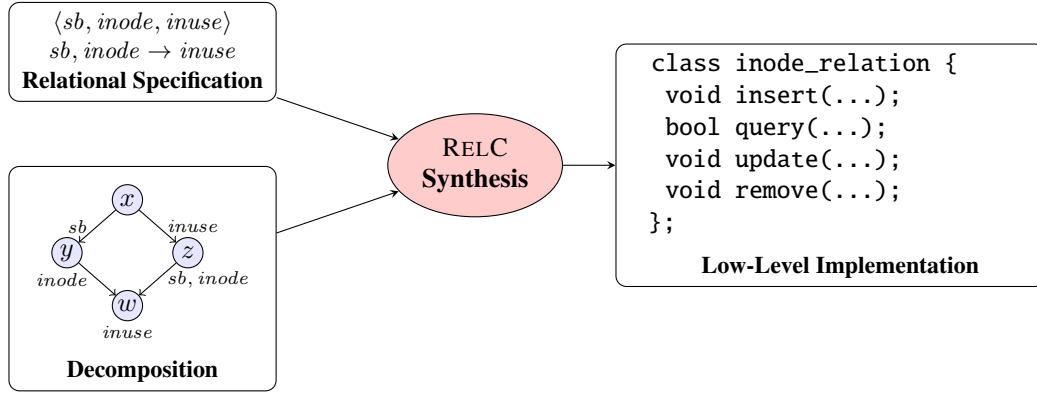 ⟨sb, inode, inuse⟩
sb, inode → inuse
Relational Specification
x
sb
inuse
y
z
inode
sb, inode
w
inuse
Decomposition
RELC
Synthesis
class inode_relation {
void insert(...);
bool query(...);
void update(...);
void remove(...);
};
Low-Level Implementation